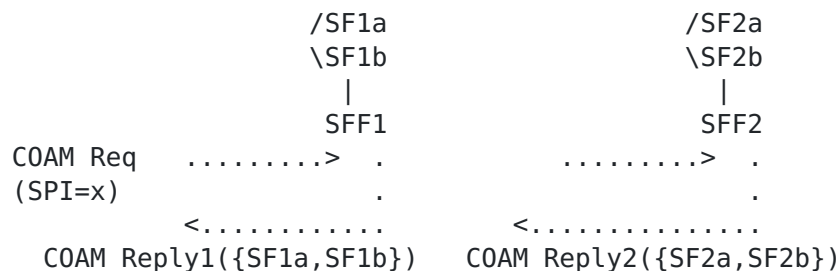 /SF1a /SF2a
\SF1b \SF2b
| |
SFF1 SFF2
COAM Req .........> . .........> .
(SPI=x) . .
<............ <...............
COAM Reply1({SF1a,SF1b}) COAM Reply2({SF2a,SF2b})